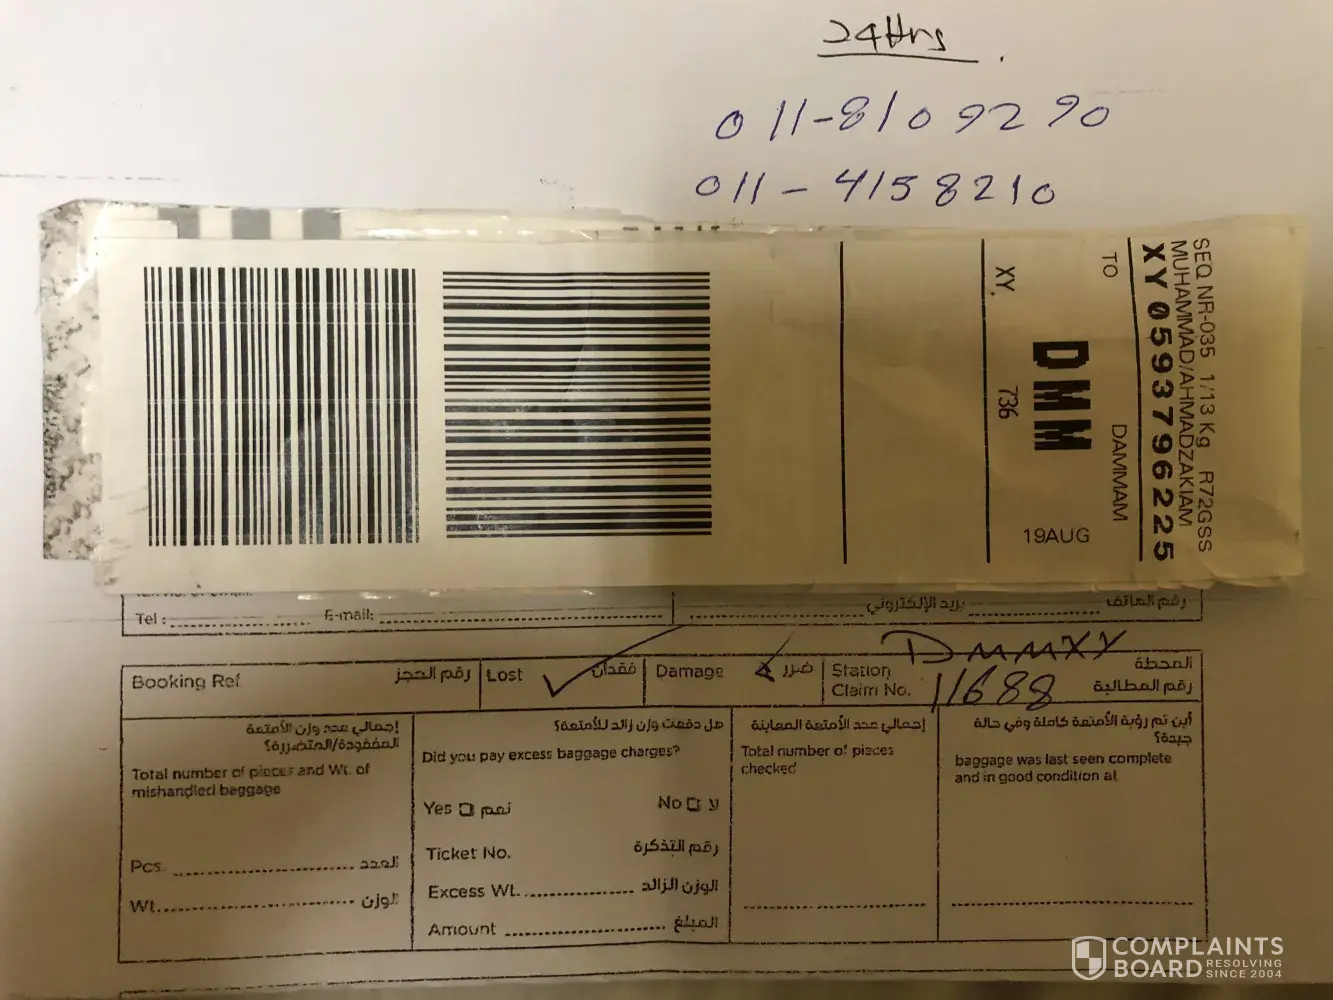 24Hrs
011-8109290
011-4158210
SEQ NR-035 1/13 Kg R72GSS
MUHAMMAD/AHMADZAKIAM
XY 0593796225
TO DAMMAM
DMM
19AUG
XY. 736
Tel : E-mail: بريد الإلكتروني رقم الهاتف
Booking Ref. رقم الحجز Lost فقدان Damage ضرر Station DMMXY المحطة
Claim No. 11688 رقم المطالبة
إجمالي عدد وزن الأمتعة
المفقودة/المتضررة؟
Total number of pieces and Wt. of
mishandled baggage
Pcs. العدد
Wt. الوزن
هل دفعت وزن زائد للأمتعة؟
Did you pay excess baggage charges?
Yes نعم No لا
Ticket No. رقم التذكرة
Excess Wt. الوزن الزائد
Amount المبلغ
إجمالي عدد الأمتعة المعاينة
Total number of pieces
checked
أين تم رؤية الأمتعة كاملة وفي حالة
جيدة؟
baggage was last seen complete
and in good condition at
COMPLAINTS
BOARD RESOLVING
SINCE 2004